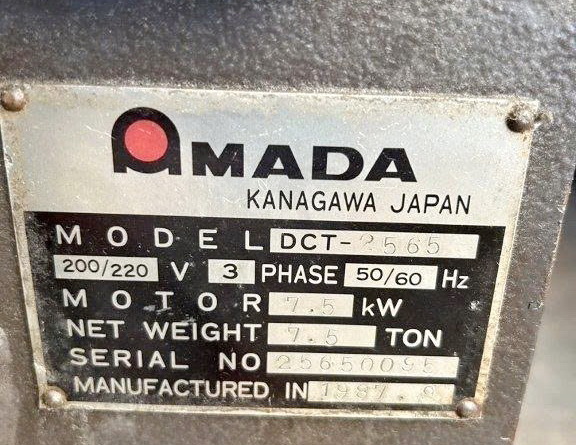 AMADA
KANAGAWA JAPAN
MODEL DCT-2565
200/220 V 3 PHASE 50/60 Hz
MOTOR 7.5 kW
NET WEIGHT 7.5 TON
SERIAL NO 25650095
MANUFACTURED IN 1987.